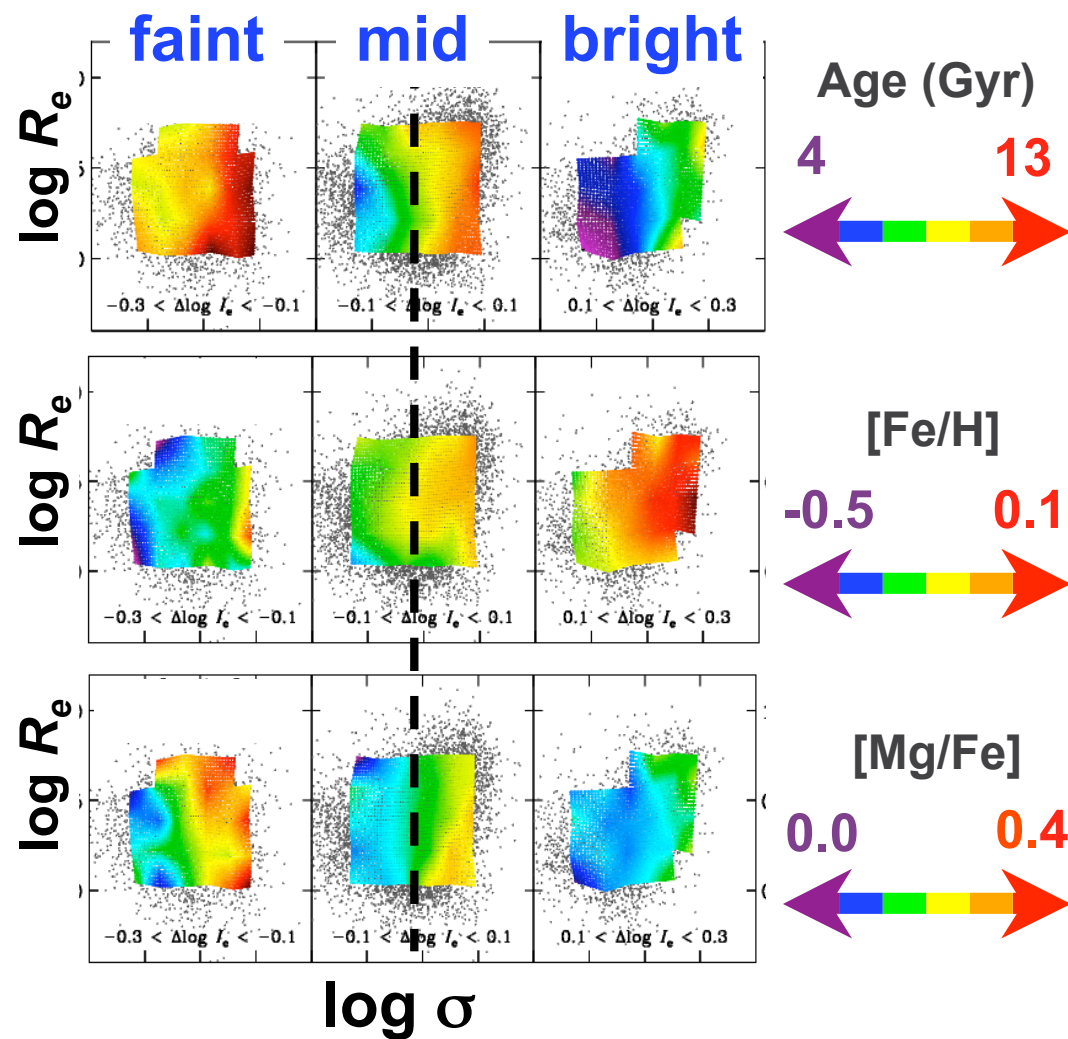 faint mid bright
log Rₑ
−0.3 < Δlog Iₑ < −0.1
−0.1 < Δlog Iₑ < 0.1
0.1 < Δlog Iₑ < 0.3
Age (Gyr)
4 13
log Rₑ
−0.3 < Δlog Iₑ < −0.1
−0.1 < Δlog Iₑ < 0.1
0.1 < Δlog Iₑ < 0.3
[Fe/H]
-0.5 0.1
log Rₑ
−0.3 < Δlog Iₑ < −0.1
−0.1 < Δlog Iₑ < 0.1
0.1 < Δlog Iₑ < 0.3
[Mg/Fe]
0.0 0.4
log σ